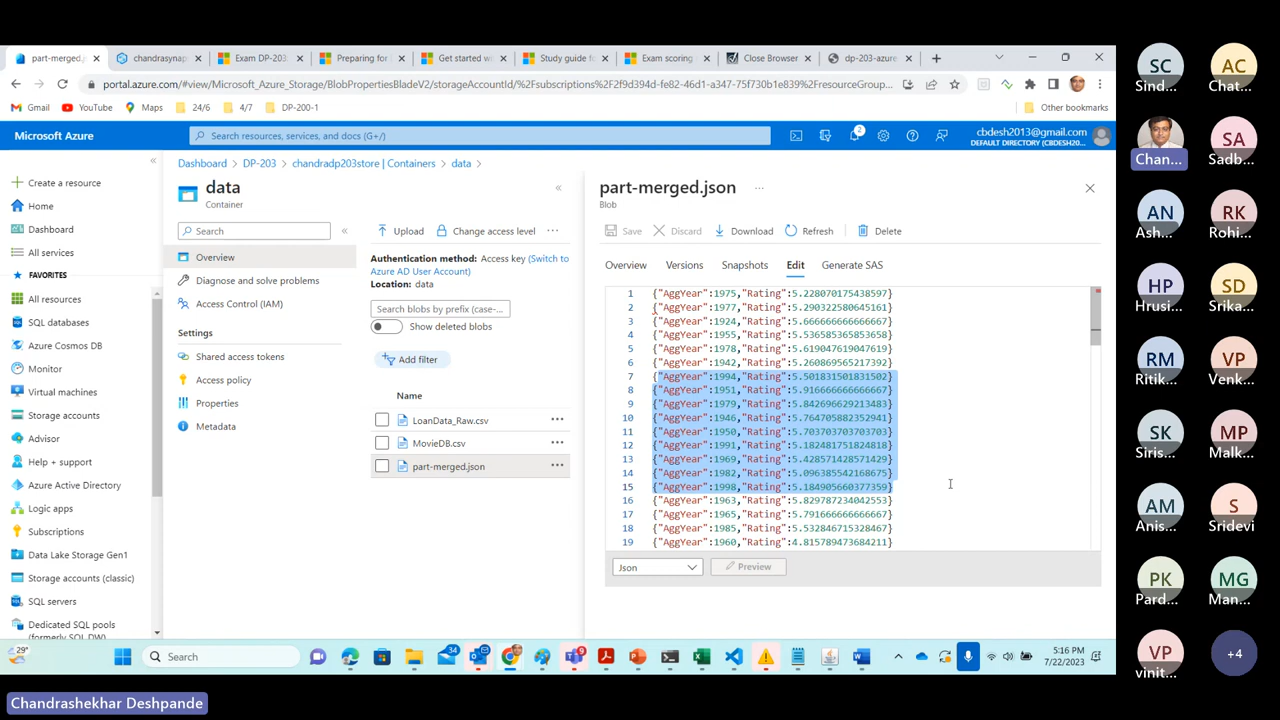 part-merged.j
chandrasynap
Exam DP-203:
Preparing for
Get started wi
Study guide fo
Exam scoring
Close Browser
dp-203-azure
portal.azure.com/#view/Microsoft_Azure_Storage/BlobPropertiesBladeV2/storageAccountId/%2Fsubscriptions%2F2f9d394d-fe82-46d1-a347-75f730b1e839%2FresourceGroup...
Gmail
YouTube
Maps
24/6
4/7
DP-200-1
Other bookmarks
Microsoft Azure
Search resources, services, and docs (G+/)
2
cbdesh2013@gmail.com
DEFAULT DIRECTORY (CBDESH20...
Dashboard > DP-203 > chandradp203store | Containers > data >
Create a resource
Home
Dashboard
All services
FAVORITES
All resources
SQL databases
Azure Cosmos DB
Monitor
Virtual machines
Storage accounts
Advisor
Help + support
Azure Active Directory
Logic apps
Subscriptions
Data Lake Storage Gen1
Storage accounts (classic)
SQL servers
Dedicated SQL pools
(formerly SQL DW)
data
Container
Search
Overview
Diagnose and solve problems
Access Control (IAM)
Settings
Shared access tokens
Access policy
Properties
Metadata
Upload
Change access level
Authentication method: Access key (Switch to
Azure AD User Account)
Location: data
Search blobs by prefix (case-...
Show deleted blobs
Add filter
Name
LoanData_Raw.csv
MovieDB.csv
part-merged.json
part-merged.json
Blob
Save
Discard
Download
Refresh
Delete
Overview
Versions
Snapshots
Edit
Generate SAS
1 {"AggYear":1975,"Rating":5.228070175438597}
2 {"AggYear":1977,"Rating":5.290322580645161}
3 {"AggYear":1924,"Rating":5.666666666666667}
4 {"AggYear":1955,"Rating":5.536585365853658}
5 {"AggYear":1978,"Rating":5.619047619047619}
6 {"AggYear":1942,"Rating":5.260869565217392}
7 {"AggYear":1994,"Rating":5.501831501831502}
8 {"AggYear":1951,"Rating":5.916666666666667}
9 {"AggYear":1979,"Rating":5.842696629213483}
10 {"AggYear":1946,"Rating":5.764705882352941}
11 {"AggYear":1950,"Rating":5.703703703703703}
12 {"AggYear":1991,"Rating":5.182481751824818}
13 {"AggYear":1969,"Rating":5.428571428571429}
14 {"AggYear":1982,"Rating":5.096385542168675}
15 {"AggYear":1998,"Rating":5.184905660377359}
16 {"AggYear":1963,"Rating":5.829787234042553}
17 {"AggYear":1965,"Rating":5.791666666666667}
18 {"AggYear":1985,"Rating":5.532846715328467}
19 {"AggYear":1960,"Rating":4.815789473684211}
Json
Preview
29°
Search
34
9
5:16 PM
7/22/2023
SC
Sind...
AC
Chat...
Chan...
SA
Sadb...
AN
Ash...
RK
Rohi...
HP
Hrusi...
SD
Srika...
RM
Ritik...
VP
Venk...
SK
Siris...
MP
Malk...
AM
Anis...
S
Sridevi
PK
Pard...
MG
Man...
VP
vinit...
+4
Chandrashekhar Deshpande